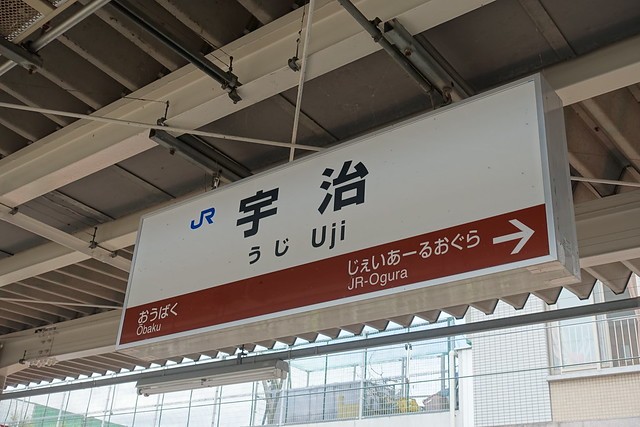 JR 宇治
うじ Uji
おうばく
Ōbaku
じぇいあーるおぐら →
JR-Ogura